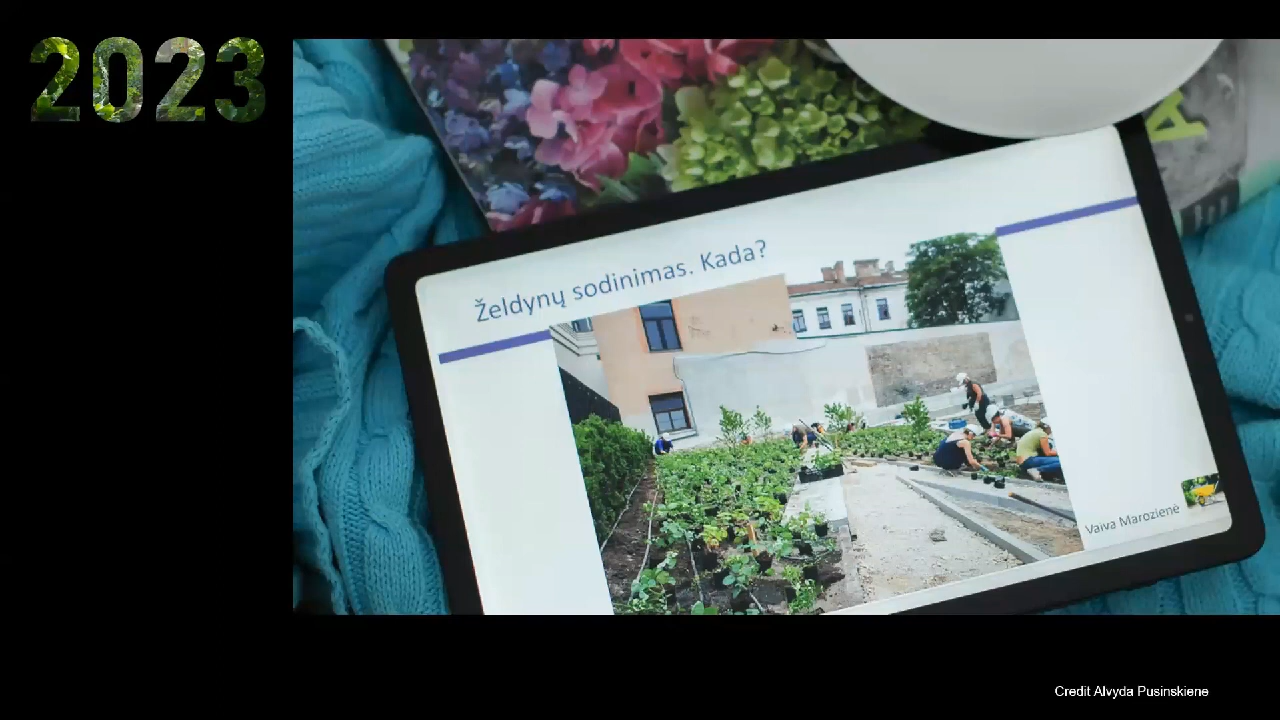 2023
A
Želdynų sodinimas. Kada?
Vaiva Marozienė
Credit Alvyda Pusinskiene